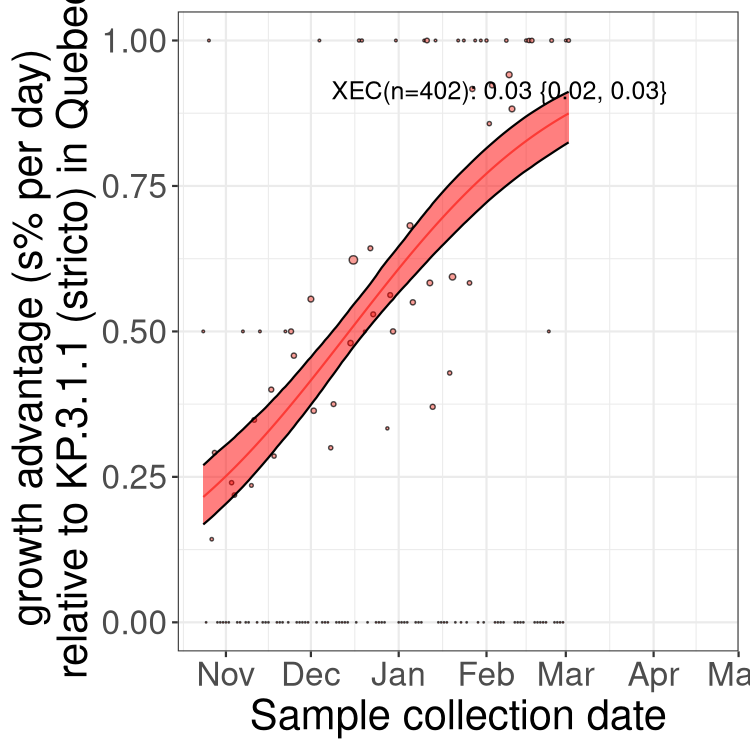 growth advantage (s% per day)
relative to KP.3.1.1 (stricto) in Quebec
1.00
0.75
0.50
0.25
0.00
XEC(n=402): 0.03 {0.02, 0.03}
Nov Dec Jan Feb Mar Apr Ma
Sample collection date